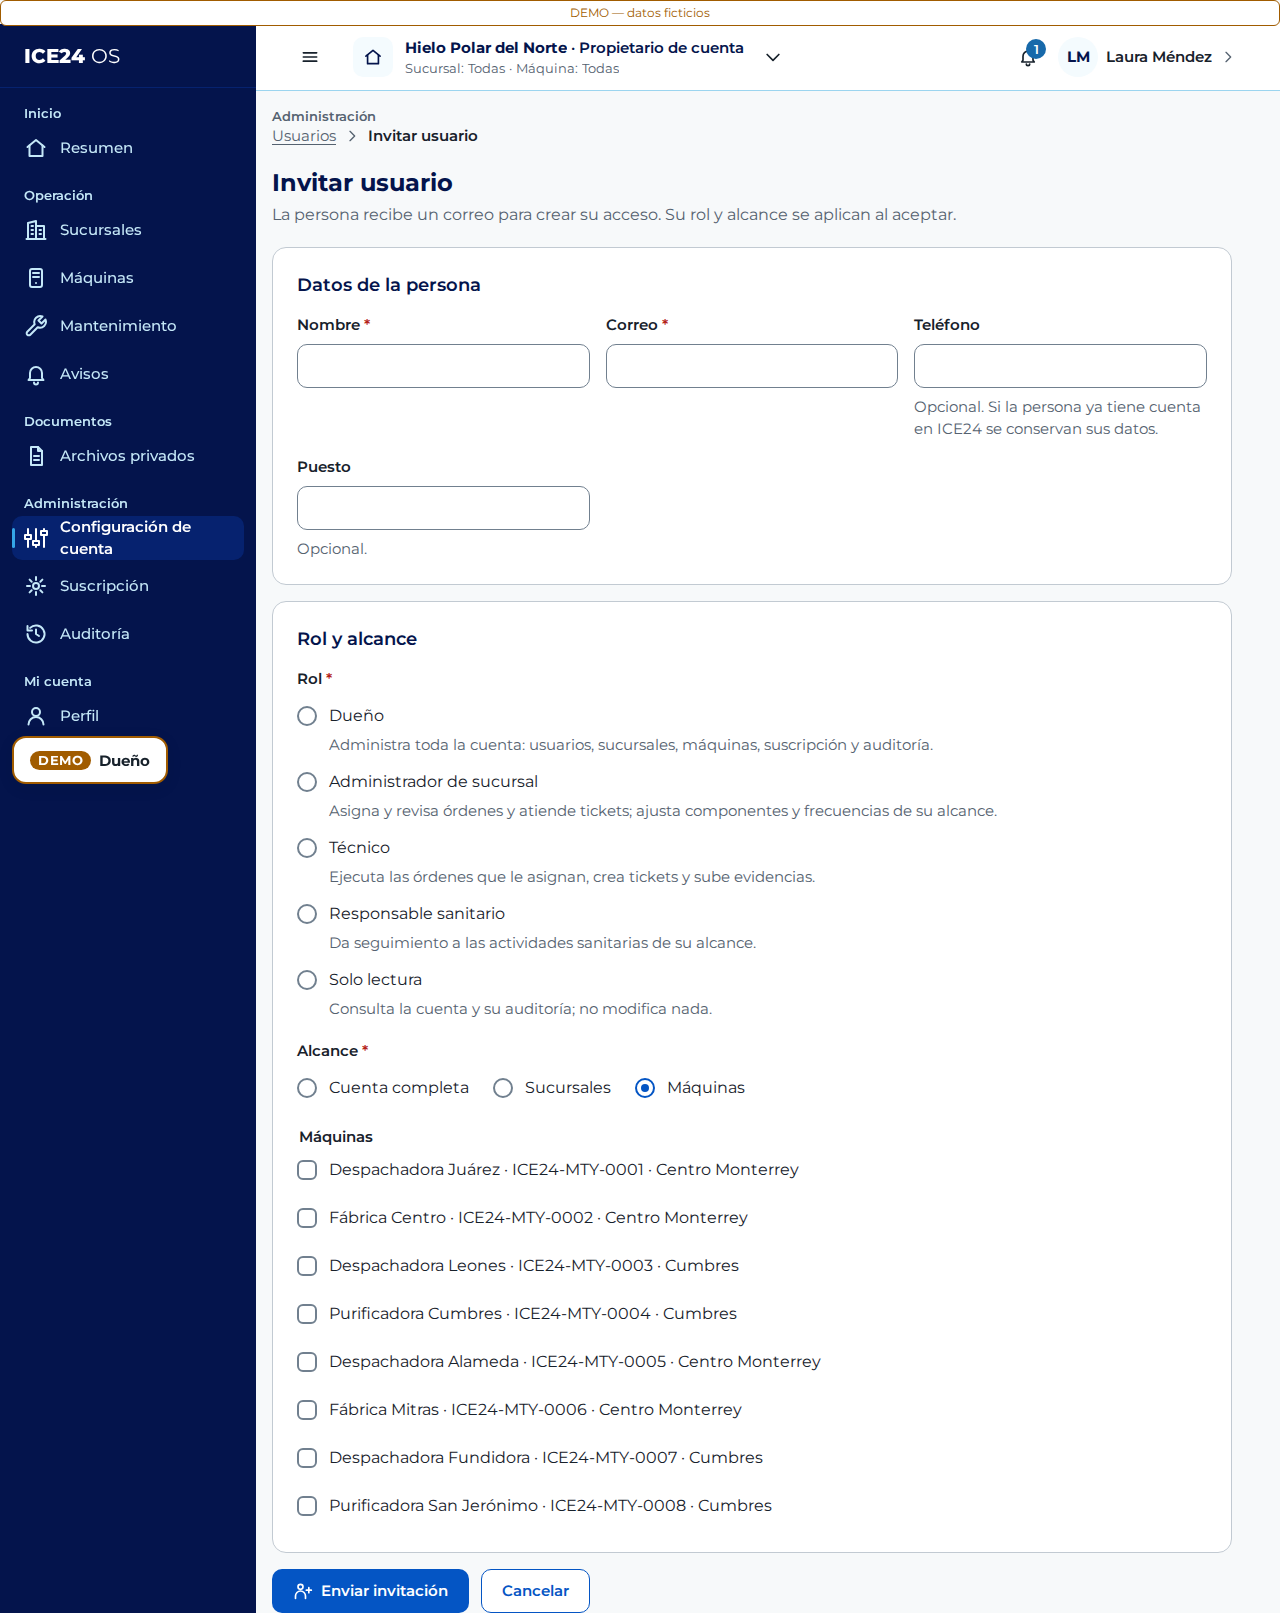 DEMO — datos ficticios
ICE24 OS
Inicio
Resumen
Operación
Sucursales
Máquinas
Mantenimiento
Avisos
Documentos
Archivos privados
Administración
Configuración de
cuenta
Suscripción
Auditoría
Mi cuenta
Perfil
DEMO Dueño
Hielo Polar del Norte · Propietario de cuenta
Sucursal: Todas · Máquina: Todas
1
LM Laura Méndez
Administración
Usuarios Invitar usuario
Invitar usuario
La persona recibe un correo para crear su acceso. Su rol y alcance se aplican al aceptar.
Datos de la persona
Nombre * Correo * Teléfono
Opcional. Si la persona ya tiene cuenta
en ICE24 se conservan sus datos.
Puesto
Opcional.
Rol y alcance
Rol *
Dueño
Administra toda la cuenta: usuarios, sucursales, máquinas, suscripción y auditoría.
Administrador de sucursal
Asigna y revisa órdenes y atiende tickets; ajusta componentes y frecuencias de su alcance.
Técnico
Ejecuta las órdenes que le asignan, crea tickets y sube evidencias.
Responsable sanitario
Da seguimiento a las actividades sanitarias de su alcance.
Solo lectura
Consulta la cuenta y su auditoría; no modifica nada.
Alcance *
Cuenta completa Sucursales Máquinas
Máquinas
Despachadora Juárez · ICE24-MTY-0001 · Centro Monterrey
Fábrica Centro · ICE24-MTY-0002 · Centro Monterrey
Despachadora Leones · ICE24-MTY-0003 · Cumbres
Purificadora Cumbres · ICE24-MTY-0004 · Cumbres
Despachadora Alameda · ICE24-MTY-0005 · Centro Monterrey
Fábrica Mitras · ICE24-MTY-0006 · Centro Monterrey
Despachadora Fundidora · ICE24-MTY-0007 · Cumbres
Purificadora San Jerónimo · ICE24-MTY-0008 · Cumbres
Enviar invitación Cancelar